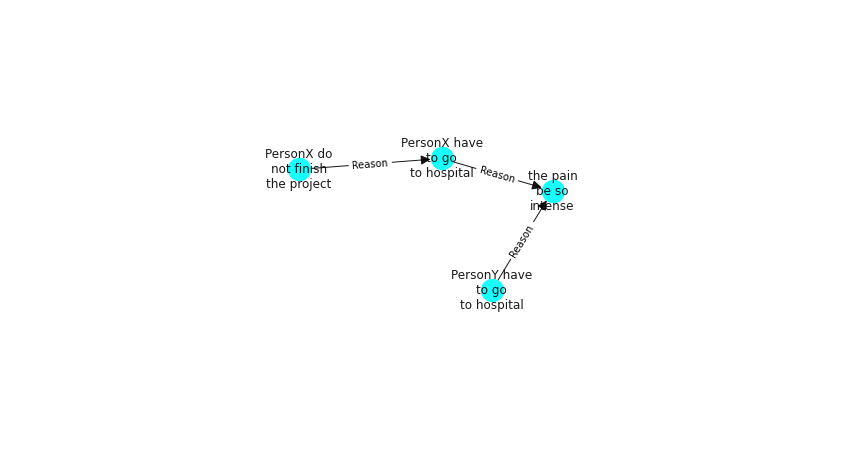 PersonX do
not finish
the project
Reason
PersonX have
to go
to hospital
Reason
the pain
be so
intense
Reason
PersonY have
to go
to hospital